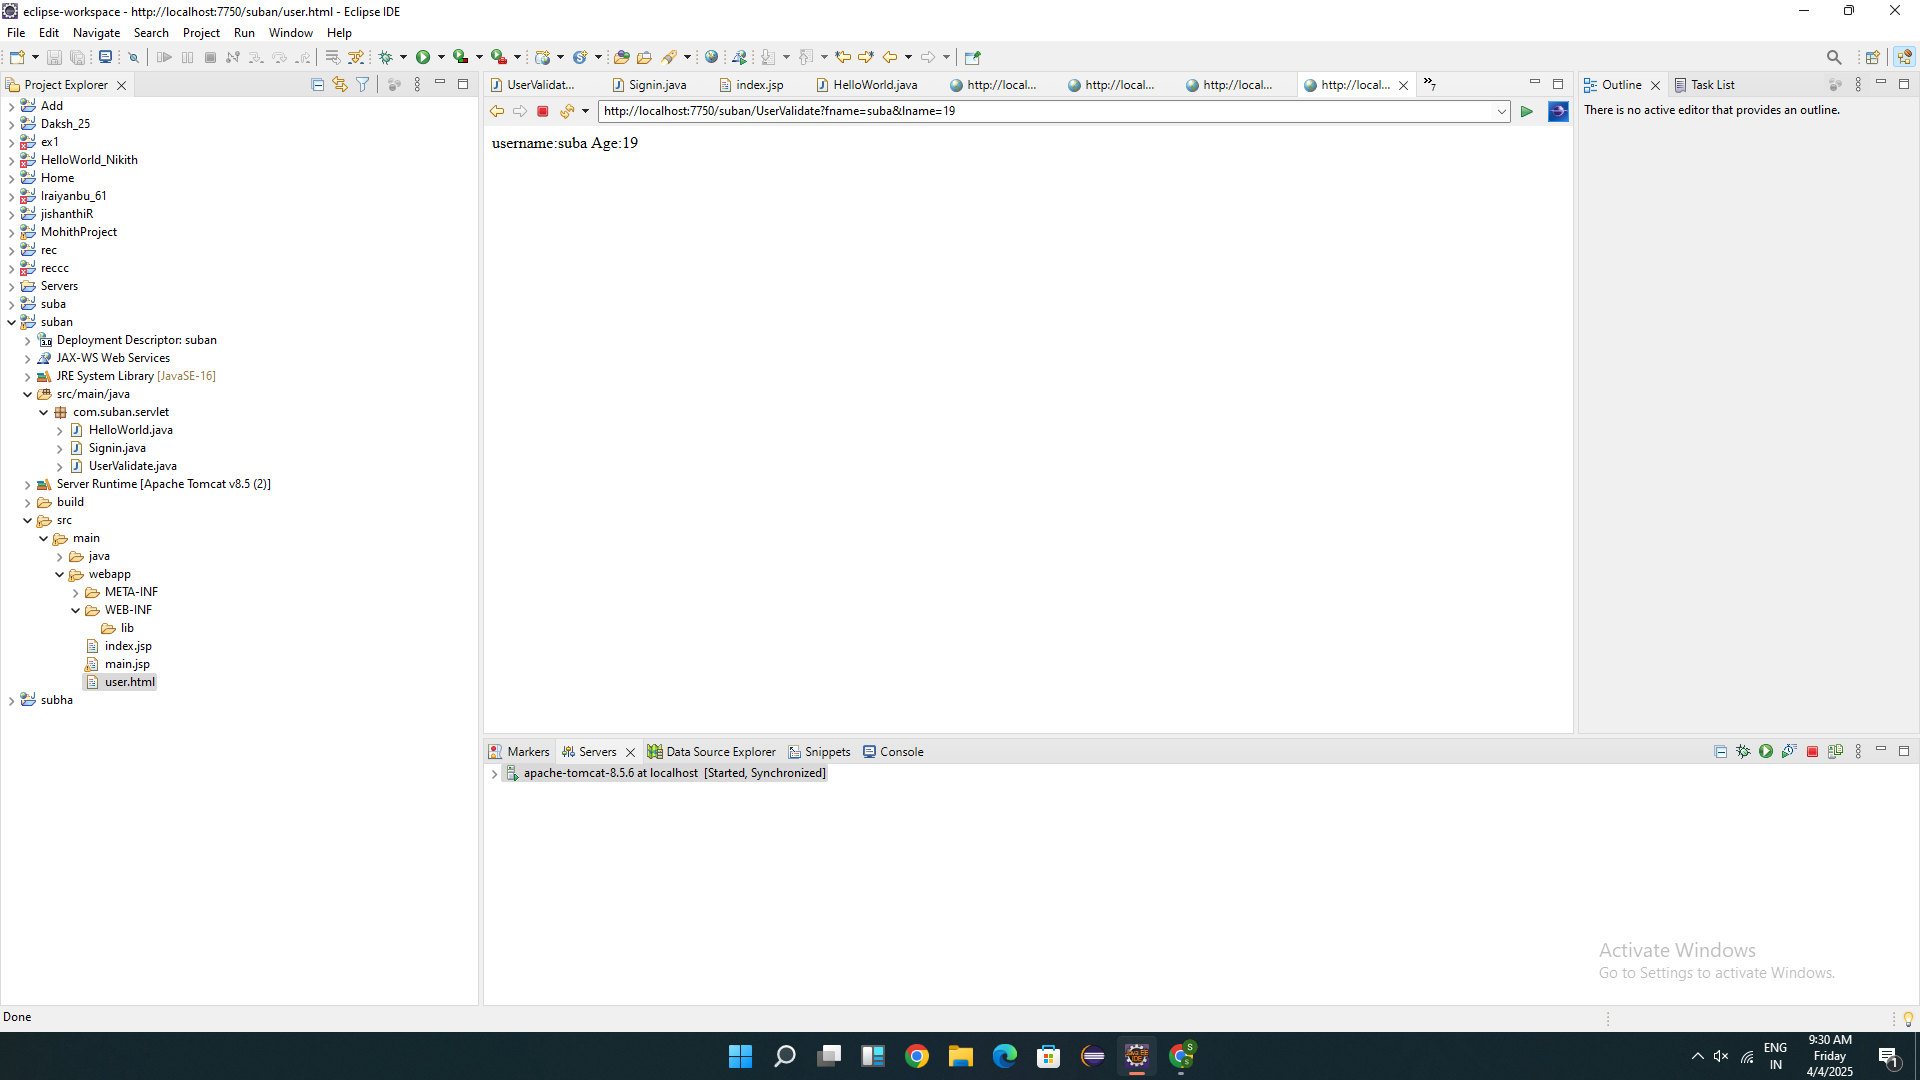 eclipse-workspace - http://localhost:7750/suban/user.html - Eclipse IDE
File Edit Navigate Search Project Run Window Help
Project Explorer
Add
Daksh_25
ex1
HelloWorld_Nikith
Home
Iraiyanbu_61
jishanthiR
MohithProject
rec
reccc
Servers
suba
suban
Deployment Descriptor: suban
JAX-WS Web Services
JRE System Library [JavaSE-16]
src/main/java
com.suban.servlet
HelloWorld.java
Signin.java
UserValidate.java
Server Runtime [Apache Tomcat v8.5 (2)]
build
src
main
java
webapp
META-INF
WEB-INF
lib
index.jsp
main.jsp
user.html
subha
UserValidat... Signin.java index.jsp HelloWorld.java http://local... http://local... http://local... http://local... »7
http://localhost:7750/suban/UserValidate?fname=suba&lname=19
username:suba Age:19
Outline Task List
There is no active editor that provides an outline.
Markers Servers Data Source Explorer Snippets Console
apache-tomcat-8.5.6 at localhost [Started, Synchronized]
Activate Windows
Go to Settings to activate Windows.
Done
ENG
IN
9:30 AM
Friday
4/4/2025
1